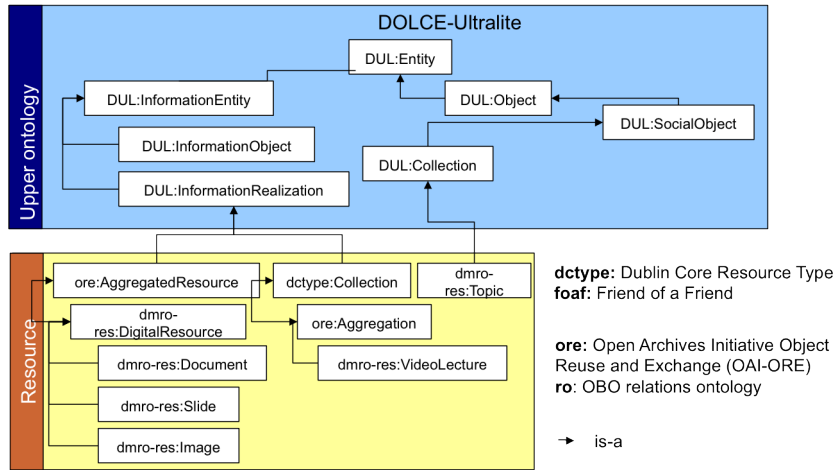 DOLCE-Ultralite
Upper ontology
DUL:Entity
DUL:InformationEntity
DUL:Object
DUL:SocialObject
DUL:InformationObject
DUL:Collection
DUL:InformationRealization
Resource
ore:AggregatedResource
dctype:Collection
dmro-
res:Topic
dmro-
res:DigitalResource
ore:Aggregation
dmro-res:Document
dmro-res:VideoLecture
dmro-res:Slide
dmro-res:Image
dctype: Dublin Core Resource Type
foaf: Friend of a Friend
ore: Open Archives Initiative Object
Reuse and Exchange (OAI-ORE)
ro: OBO relations ontology
is-a